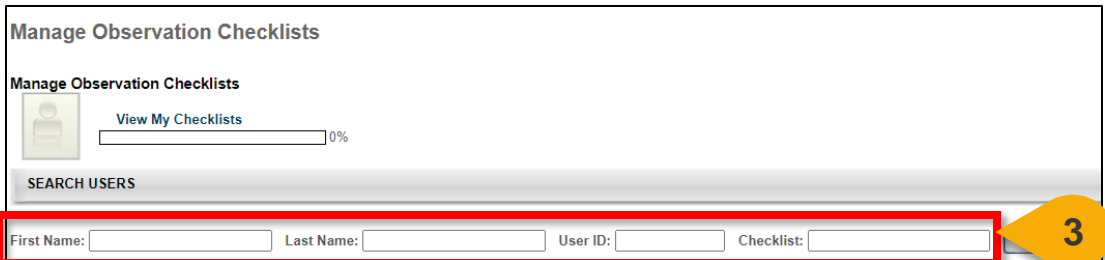 Manage Observation Checklists
Manage Observation Checklists
View My Checklists
0%
SEARCH USERS
First Name: Last Name: User ID: Checklist: 3